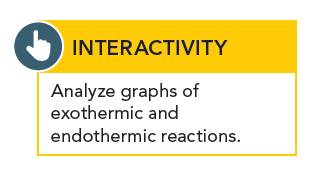 INTERACTIVITY
Analyze graphs of
exothermic and
endothermic reactions.